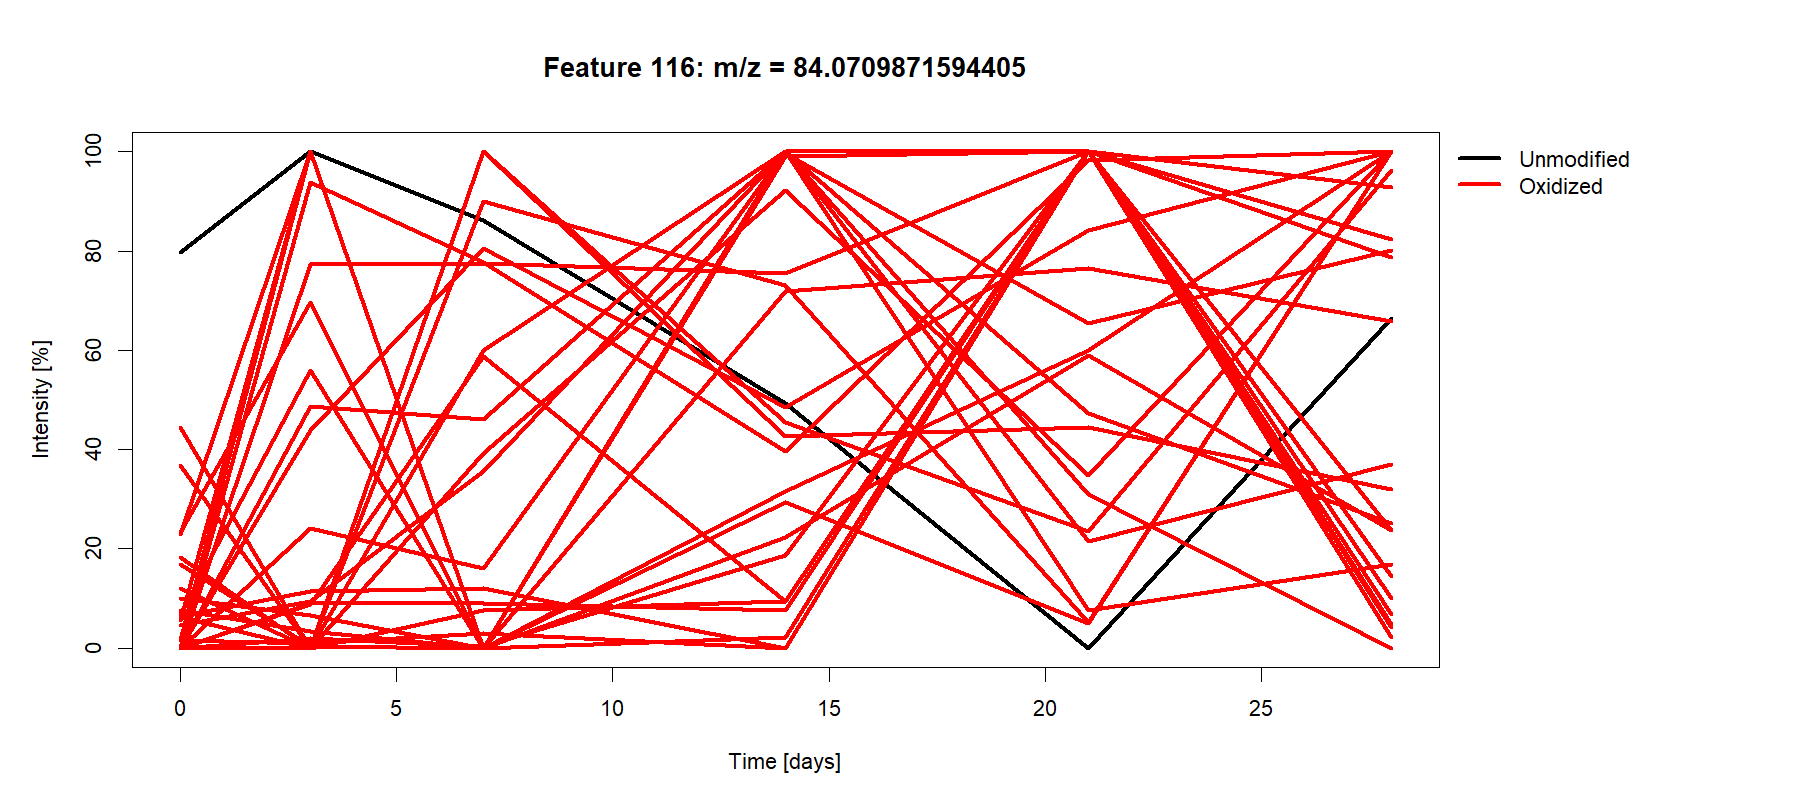 Feature 116: m/z = 84.0709871594405
Unmodified
Oxidized
Intensity [%]
100
80
60
40
20
0
0 5 10 15 20 25
Time [days]